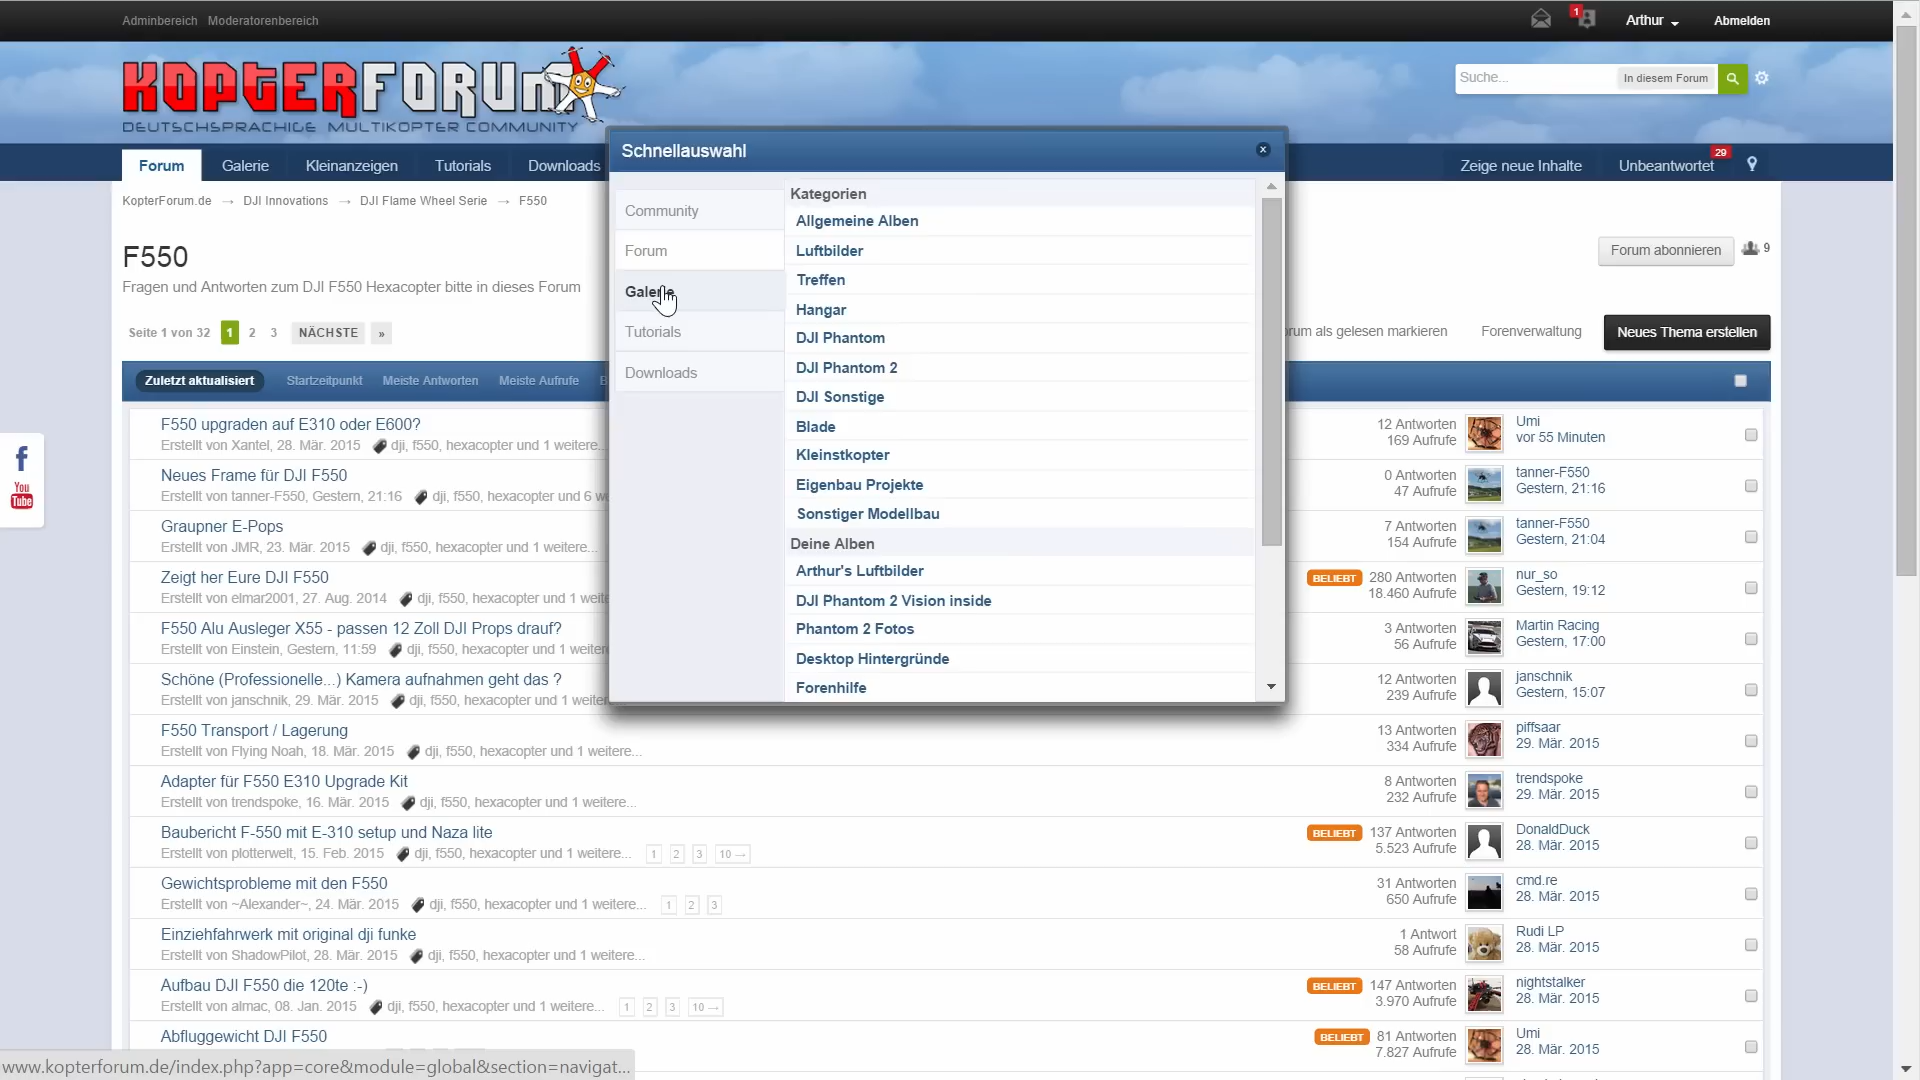 Adminbereich Moderatorenbereich
1
Arthur
Abmelden
KOPTERFORUM
DEUTSCHSPRACHIGE MULTIKOPTER COMMUNITY
Suche...
In diesem Forum
Forum
Galerie
Kleinanzeigen
Tutorials
Downloads
Zeige neue Inhalte
Unbeantwortet
29
KopterForum.de → DJI Innovations → DJI Flame Wheel Serie → F550
F550
Fragen und Antworten zum DJI F550 Hexacopter bitte in dieses Forum
Forum abonnieren
9
Seite 1 von 32 1 2 3 NÄCHSTE »
rum als gelesen markieren
Forenverwaltung
Neues Thema erstellen
Schnellauswahl
Community
Forum
Galerie
Tutorials
Downloads
Kategorien
Allgemeine Alben
Luftbilder
Treffen
Hangar
DJI Phantom
DJI Phantom 2
DJI Sonstige
Blade
Kleinstkopter
Eigenbau Projekte
Sonstiger Modellbau
Deine Alben
Arthur's Luftbilder
DJI Phantom 2 Vision inside
Phantom 2 Fotos
Desktop Hintergründe
Forenhilfe
Zuletzt aktualisiert Startzeitpunkt Meiste Antworten Meiste Aufrufe
f
You
Tube
F550 upgraden auf E310 oder E600?
Erstellt von Xantel, 28. Mär. 2015 dji, f550, hexacopter und 1 weitere...
12 Antworten
169 Aufrufe
Umi
vor 55 Minuten
Neues Frame für DJI F550
Erstellt von tanner-F550, Gestern, 21:16 dji, f550, hexacopter und 6 we
0 Antworten
47 Aufrufe
tanner-F550
Gestern, 21:16
Graupner E-Pops
Erstellt von JMR, 23. Mär. 2015 dji, f550, hexacopter und 1 weitere...
7 Antworten
154 Aufrufe
tanner-F550
Gestern, 21:04
Zeigt her Eure DJI F550
Erstellt von elmar2001, 27. Aug. 2014 dji, f550, hexacopter und 1 weite
BELIEBT 280 Antworten
18.460 Aufrufe
nur_so
Gestern, 19:12
F550 Alu Ausleger X55 - passen 12 Zoll DJI Props drauf?
Erstellt von Einstein, Gestern, 11:59 dji, f550, hexacopter und 1 weiter
3 Antworten
56 Aufrufe
Martin Racing
Gestern, 17:00
Schöne (Professionelle...) Kamera aufnahmen geht das ?
Erstellt von janschnik, 29. Mär. 2015 dji, f550, hexacopter und 1 weitere
12 Antworten
239 Aufrufe
janschnik
Gestern, 15:07
F550 Transport / Lagerung
Erstellt von Flying Noah, 18. Mär. 2015 dji, f550, hexacopter und 1 weitere...
13 Antworten
334 Aufrufe
piffsaar
29. Mär. 2015
Adapter für F550 E310 Upgrade Kit
Erstellt von trendspoke, 16. Mär. 2015 dji, f550, hexacopter und 1 weitere...
8 Antworten
232 Aufrufe
trendspoke
29. Mär. 2015
Baubericht F-550 mit E-310 setup und Naza lite
Erstellt von plotterwelt, 15. Feb. 2015 dji, f550, hexacopter und 1 weitere... 1 2 3 10 →
BELIEBT 137 Antworten
5.523 Aufrufe
DonaldDuck
28. Mär. 2015
Gewichtsprobleme mit den F550
Erstellt von ~Alexander~, 24. Mär. 2015 dji, f550, hexacopter und 1 weitere... 1 2 3
31 Antworten
650 Aufrufe
cmd.re
28. Mär. 2015
Einziehfahrwerk mit original dji funke
Erstellt von ShadowPilot, 28. Mär. 2015 dji, f550, hexacopter und 1 weitere...
1 Antwort
58 Aufrufe
Rudi LP
28. Mär. 2015
Aufbau DJI F550 die 120te :-)
Erstellt von almac, 08. Jan. 2015 dji, f550, hexacopter und 1 weitere... 1 2 3 10 →
BELIEBT 147 Antworten
3.970 Aufrufe
nightstalker
28. Mär. 2015
Abfluggewicht DJI F550
BELIEBT 81 Antworten
7.827 Aufrufe
Umi
28. Mär. 2015
www.kopterforum.de/index.php?app=core&module=global&section=navigat...